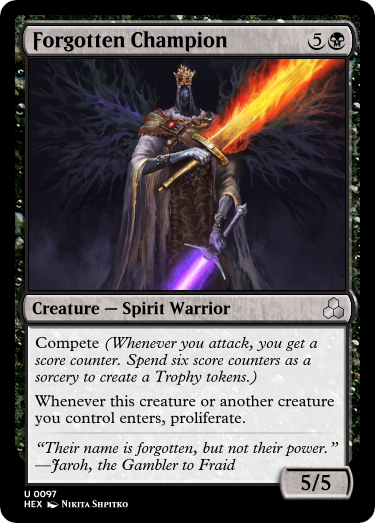 Forgotten Champion 5
Creature — Spirit Warrior
Compete (Whenever you attack, you get a
score counter. Spend six score counters as a
sorcery to create a Trophy tokens.)
Whenever this creature or another creature
you control enters, proliferate.
“Their name is forgotten, but not their power.”
—Jaroh, the Gambler to Fraid
5/5
U 0097
HEX Nikita Shpitko